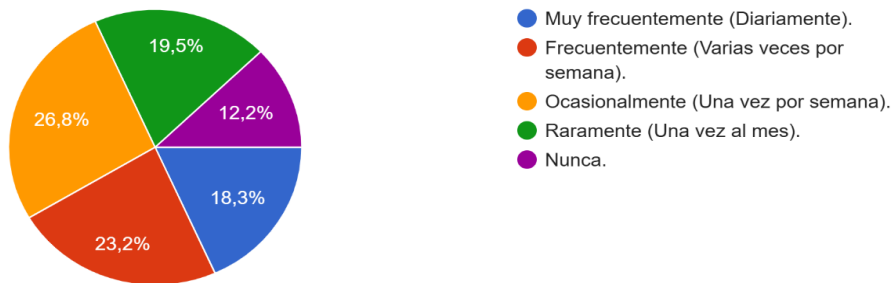 19,5%
12,2%
26,8%
18,3%
23,2%
Muy frecuentemente (Diariamente).
Frecuentemente (Varias veces por
semana).
Ocasionalmente (Una vez por semana).
Raramente (Una vez al mes).
Nunca.